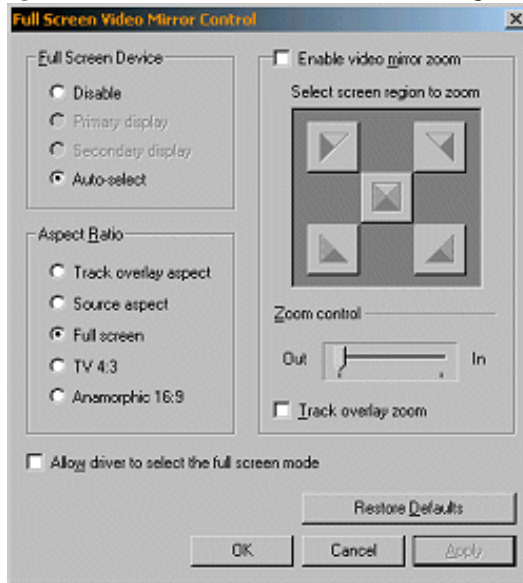 Full Screen Video Mirror Control
Full Screen Device
Disable
Primary display
Secondary display
Auto-select
Aspect Ratio
Track overlay aspect
Source aspect
Full screen
TV 4:3
Anamorphic 16:9
Enable video mirror zoom
Select screen region to zoom
Zoom control
Out
In
Track overlay zoom
Allow driver to select the full screen mode
Restore Defaults
OK
Cancel
Apply